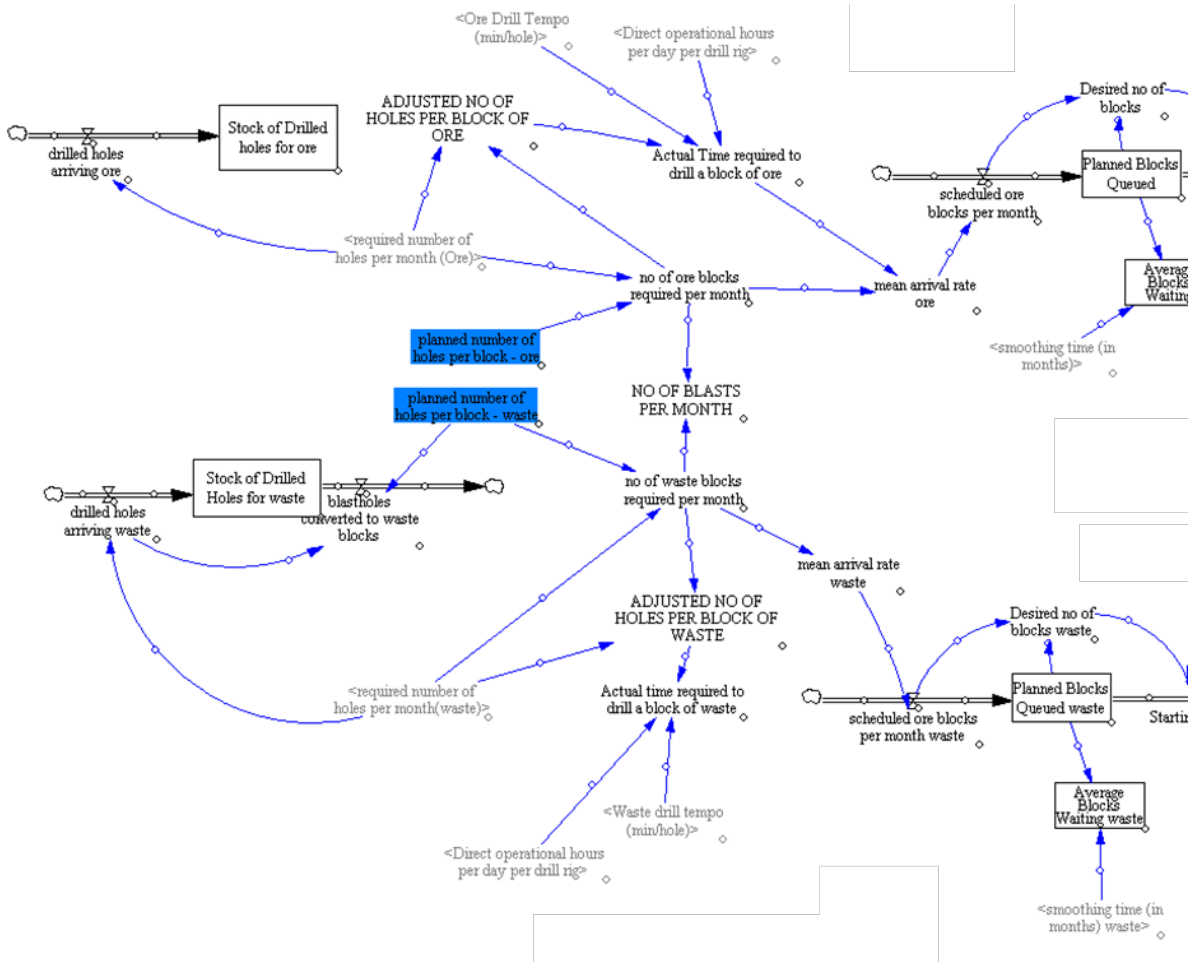 <Ore Drill Tempo
(min/hole)>
<Direct operational hours
per day per drill rig>
ADJUSTED NO OF
HOLES PER BLOCK OF
ORE
Stock of Drilled
holes for ore
drilled holes
arriving ore
Actual Time required to
drill a block of ore
Desired no of
blocks
Planned Blocks
Queued
scheduled ore
blocks per month
<required number of
holes per month (Ore)>
no of ore blocks
required per month
mean arrival rate
ore
Average
Blocks
Waiting
planned number of
holes per block - ore
<smoothing time (in
months)>
planned number of
holes per block - waste
NO OF BLASTS
PER MONTH
Stock of Drilled
Holes for waste
drilled holes
arriving waste
blastholes
converted to waste
blocks
no of waste blocks
required per month
mean arrival rate
waste
ADJUSTED NO OF
HOLES PER BLOCK OF
WASTE
Desired no of
blocks waste
<required number of
holes per month(waste)>
Actual time required to
drill a block of waste
Planned Blocks
Queued waste
scheduled ore blocks
per month waste
Startin
Average
Blocks
Waiting waste
<Waste drill tempo
(min/hole)>
<Direct operational hours
per day per drill rig>
<smoothing time (in
months) waste>